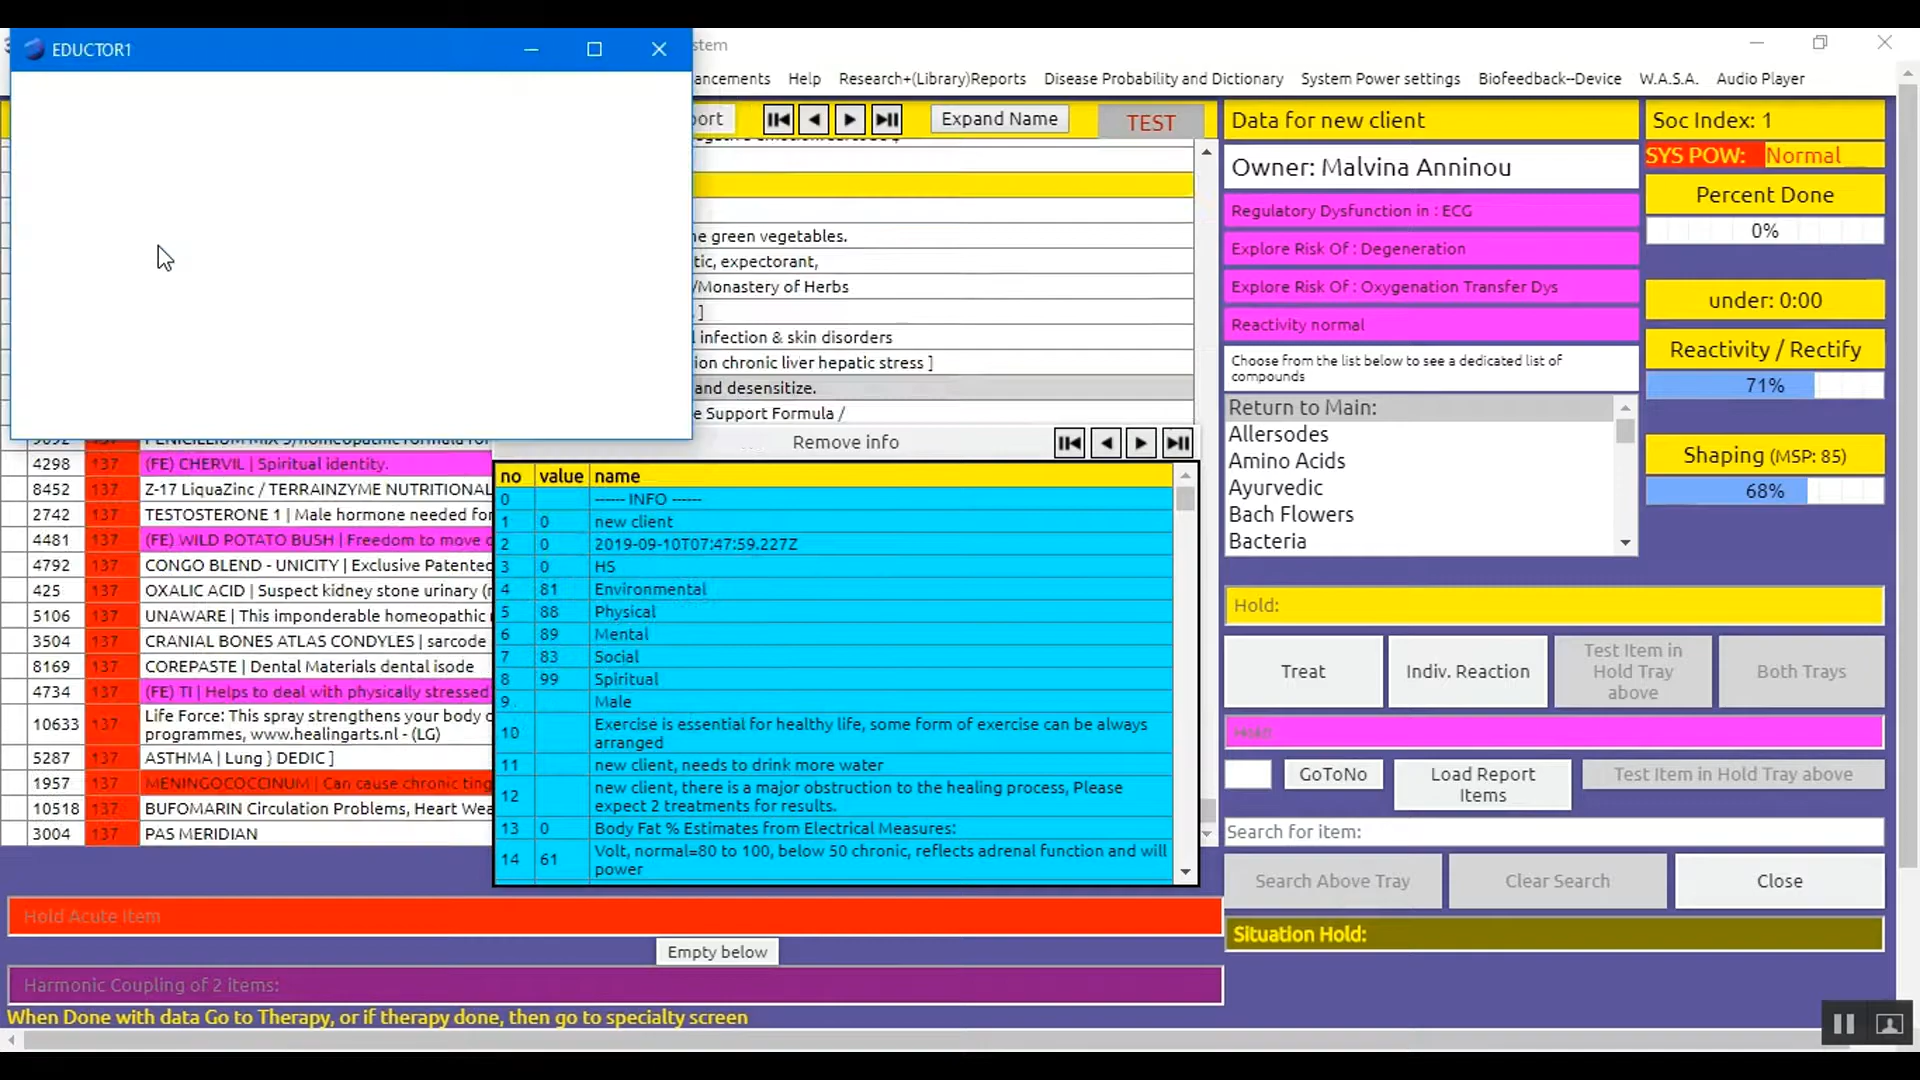 EDUCTOR1
stem
ancements Help Research+(Library)Reports Disease Probability and Dictionary System Power settings Biofeedback--Device W.A.S.A. Audio Player
port
Expand Name
TEST
ne green vegetables.
tic, expectorant,
/Monastery of Herbs
]
l infection & skin disorders
ion chronic liver hepatic stress ]
and desensitize.
e Support Formula /
4298 137 (FE) CHERVIL | Spiritual identity.
8452 137 Z-17 LiquaZinc / TERRAINZYME NUTRITIONAL
2742 137 TESTOSTERONE 1 | Male hormone needed for
4481 137 (FE) WILD POTATO BUSH | Freedom to move
4792 137 CONGO BLEND - UNICITY | Exclusive Patented
425 137 OXALIC ACID | Suspect kidney stone urinary
5106 137 UNAWARE | This imponderable homeopathic
3504 137 CRANIAL BONES ATLAS CONDYLES | sarcode
8169 137 COREPASTE | Dental Materials dental isode
4734 137 (FE) TI | Helps to deal with physically stressed
10633 137 Life Force: This spray strengthens your body
programmes, www.healingarts.nl - (LG)
5287 137 ASTHMA | Lung } DEDIC ]
1957 137 MENINGOCOCCINUM | Can cause chronic ting
10518 137 BUFOMARIN Circulation Problems, Heart Wea
3004 137 PAS MERIDIAN
Remove info
no value name
0 ------ INFO ------
1 0 new client
2 0 2019-09-10T07:47:59.227Z
3 0 HS
4 81 Environmental
5 88 Physical
6 89 Mental
7 83 Social
8 99 Spiritual
9 Male
10 Exercise is essential for healthy life, some form of exercise can be always
arranged
11 new client, needs to drink more water
12 new client, there is a major obstruction to the healing process, Please
expect 2 treatments for results.
13 0 Body Fat % Estimates from Electrical Measures:
14 61 Volt, normal=80 to 100, below 50 chronic, reflects adrenal function and will
power
Hold Acute Item
Empty below
Harmonic Coupling of 2 items:
When Done with data Go to Therapy, or if therapy done, then go to specialty screen
Data for new client
Owner: Malvina Anninou
Regulatory Dysfunction in : ECG
Explore Risk Of : Degeneration
Explore Risk Of : Oxygenation Transfer Dys
Reactivity normal
Choose from the list below to see a dedicated list of
compounds
Return to Main:
Allersodes
Amino Acids
Ayurvedic
Bach Flowers
Bacteria
Soc Index: 1
SYS POW: Normal
Percent Done
0%
under: 0:00
Reactivity / Rectify
71%
Shaping (MSP: 85)
68%
Hold:
Treat
Indiv. Reaction
Test Item in
Hold Tray
above
Both Trays
GoToNo
Load Report
Items
Test Item in Hold Tray above
Search for item:
Search Above Tray
Clear Search
Close
Situation Hold: